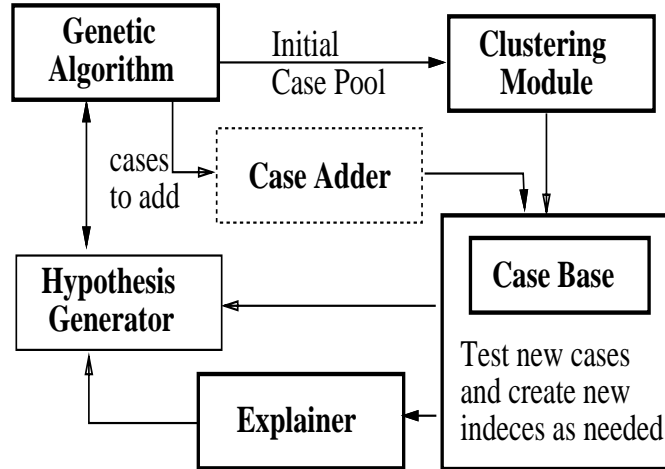 Genetic
Algorithm
Initial
Case Pool
Clustering
Module
cases
to add
Case Adder
Hypothesis
Generator
Case Base
Test new cases
and create new
indeces as needed
Explainer